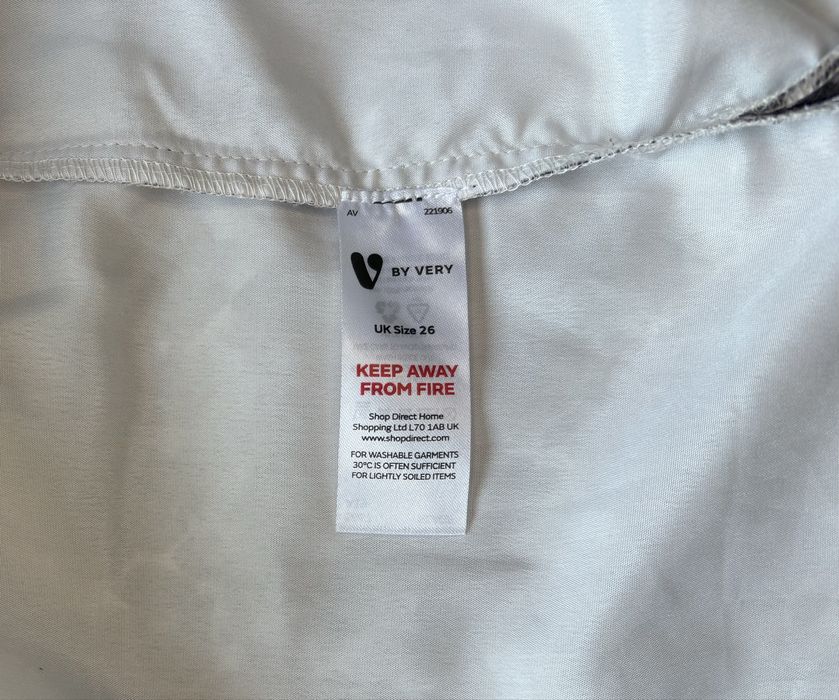 AV 221906
V BY VERY
UK Size 26
KEEP AWAY
FROM FIRE
Shop Direct Home
Shopping Ltd L70 1AB UK
www.shopdirect.com
FOR WASHABLE GARMENTS
30°C IS OFTEN SUFFICIENT
FOR LIGHTLY SOILED ITEMS